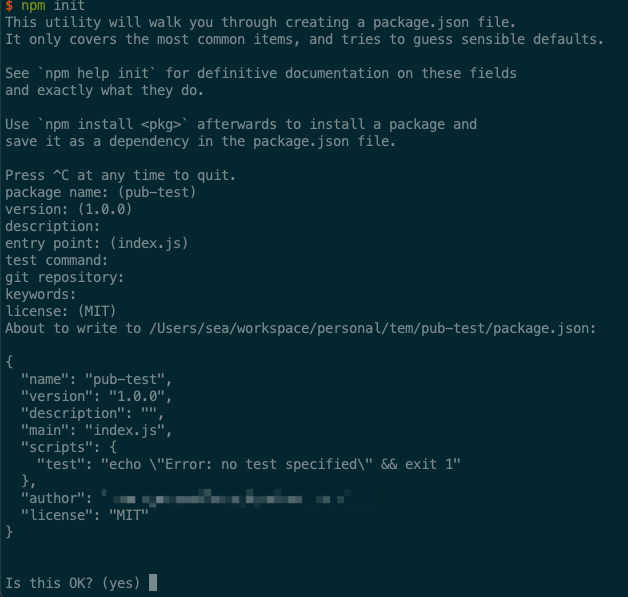 $ npm init
This utility will walk you through creating a package.json file.
It only covers the most common items, and tries to guess sensible defaults.
See `npm help init` for definitive documentation on these fields
and exactly what they do.
Use `npm install <pkg>` afterwards to install a package and
save it as a dependency in the package.json file.
Press ^C at any time to quit.
package name: (pub-test)
version: (1.0.0)
description:
entry point: (index.js)
test command:
git repository:
keywords:
license: (MIT)
About to write to /Users/sea/workspace/personal/tem/pub-test/package.json:
{
  "name": "pub-test",
  "version": "1.0.0",
  "description": "",
  "main": "index.js",
  "scripts": {
    "test": "echo \"Error: no test specified\" && exit 1"
  },
  "author":
  "license": "MIT"
}
Is this OK? (yes)